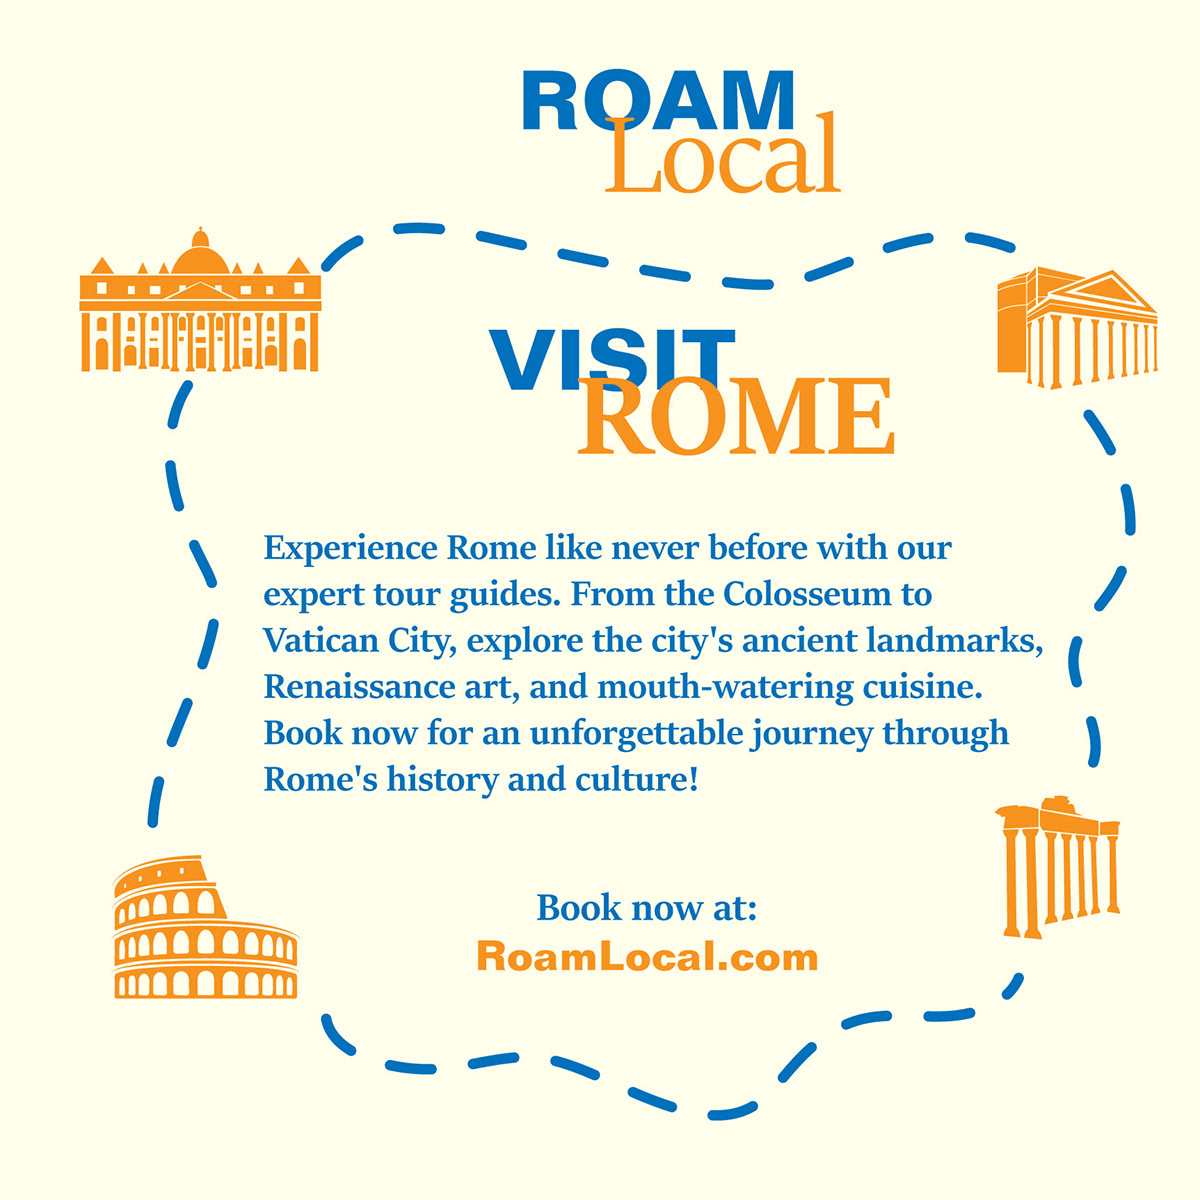 ROAM
Local
VISIT
ROME
Experience Rome like never before with our
expert tour guides. From the Colosseum to
Vatican City, explore the city's ancient landmarks,
Renaissance art, and mouth-watering cuisine.
Book now for an unforgettable journey through
Rome's history and culture!
Book now at:
RoamLocal.com